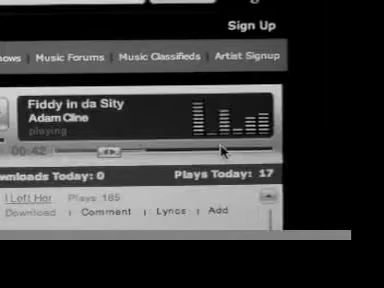 Sign Up
Music Forums | Music Classifieds | Artist Signup
Fiddy in da Sity
Adam Cline
playing
00:42
Downloads Today: 0 Plays Today: 17
I Left Her Plays 185
Download | Comment | Lyrics | Add